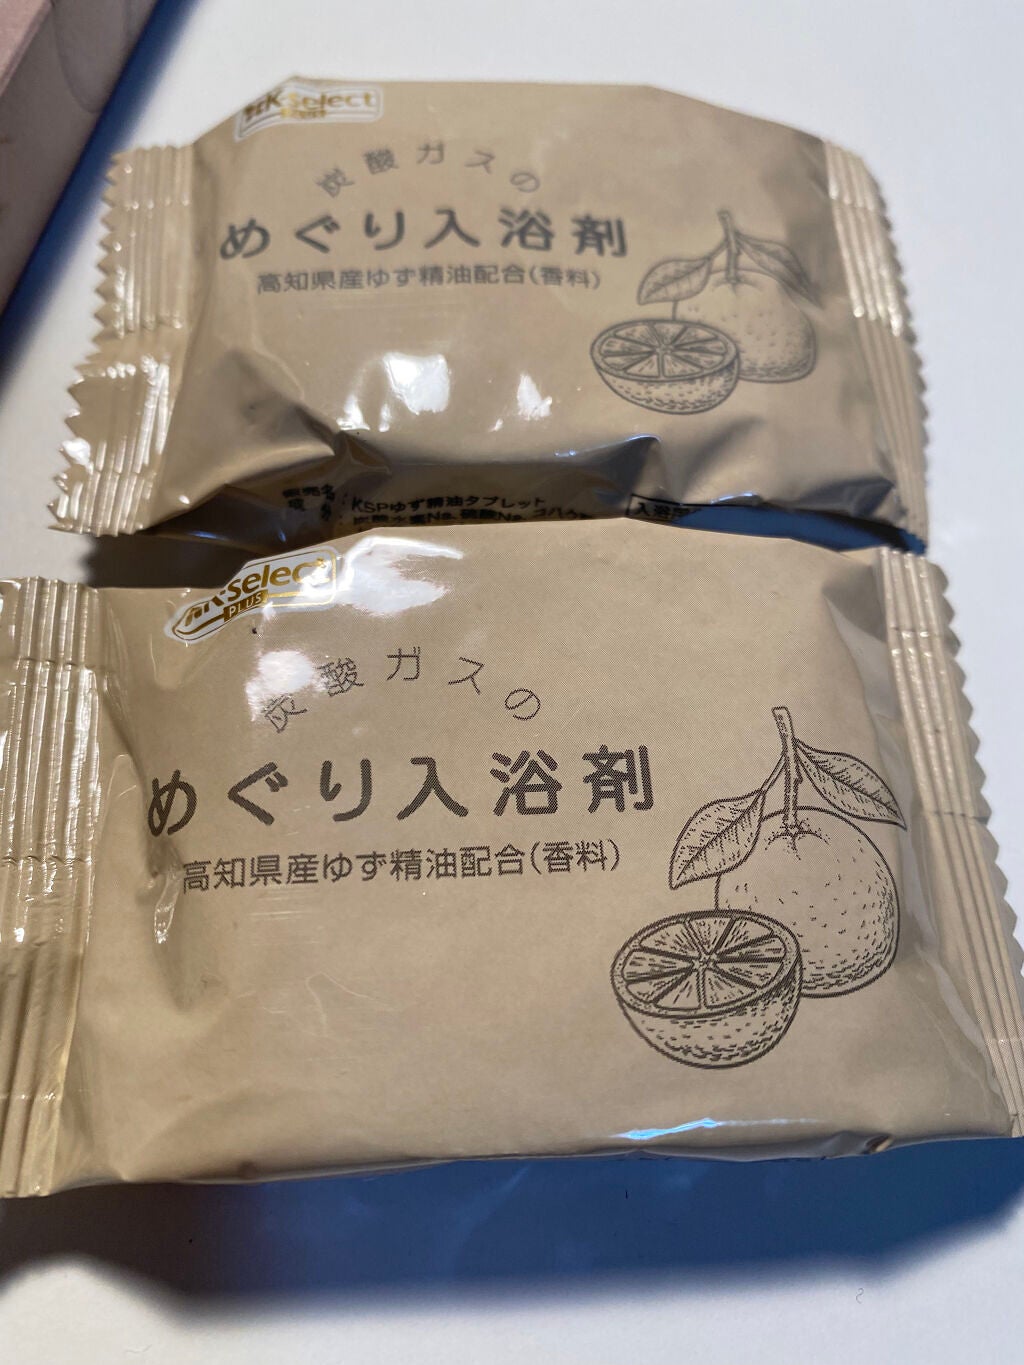 K-select
PLUS
炭酸ガスの
めぐり入浴剤
高知県産ゆず精油配合(香料)
KSPゆず精油タブレット
K-select
PLUS
炭酸ガスの
めぐり入浴剤
高知県産ゆず精油配合(香料)